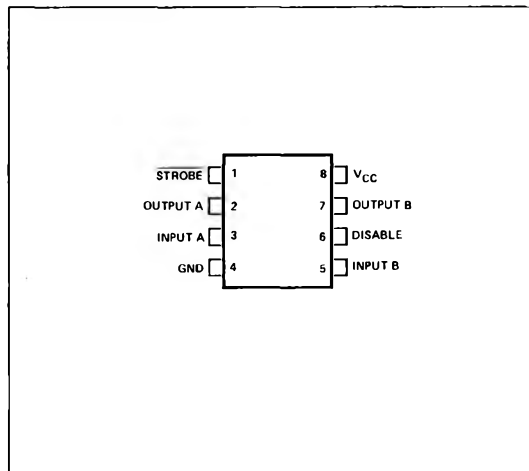 STROBE 1 8 VCC
OUTPUT A 2 7 OUTPUT B
INPUT A 3 6 DISABLE
GND 4 5 INPUT B